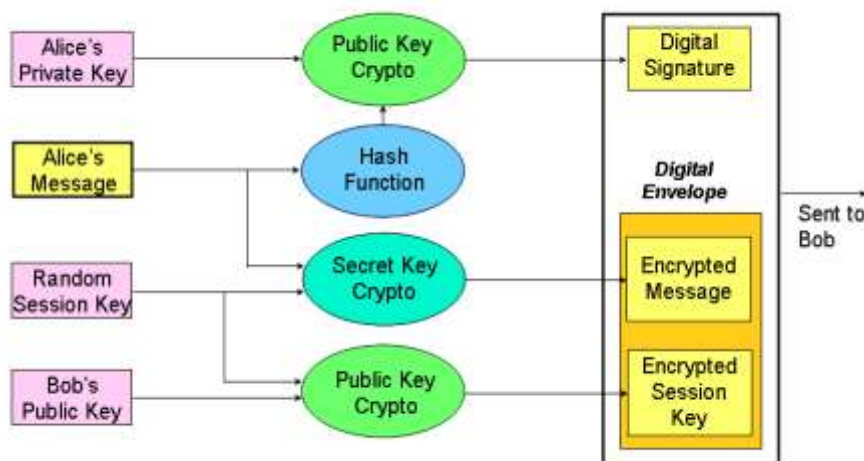 Alice's
Private Key
Public Key
Crypto
Digital
Signature
Alice's
Message
Hash
Function
Digital
Envelope
Sent to
Bob
Random
Session Key
Secret Key
Crypto
Encrypted
Message
Bob's
Public Key
Public Key
Crypto
Encrypted
Session
Key